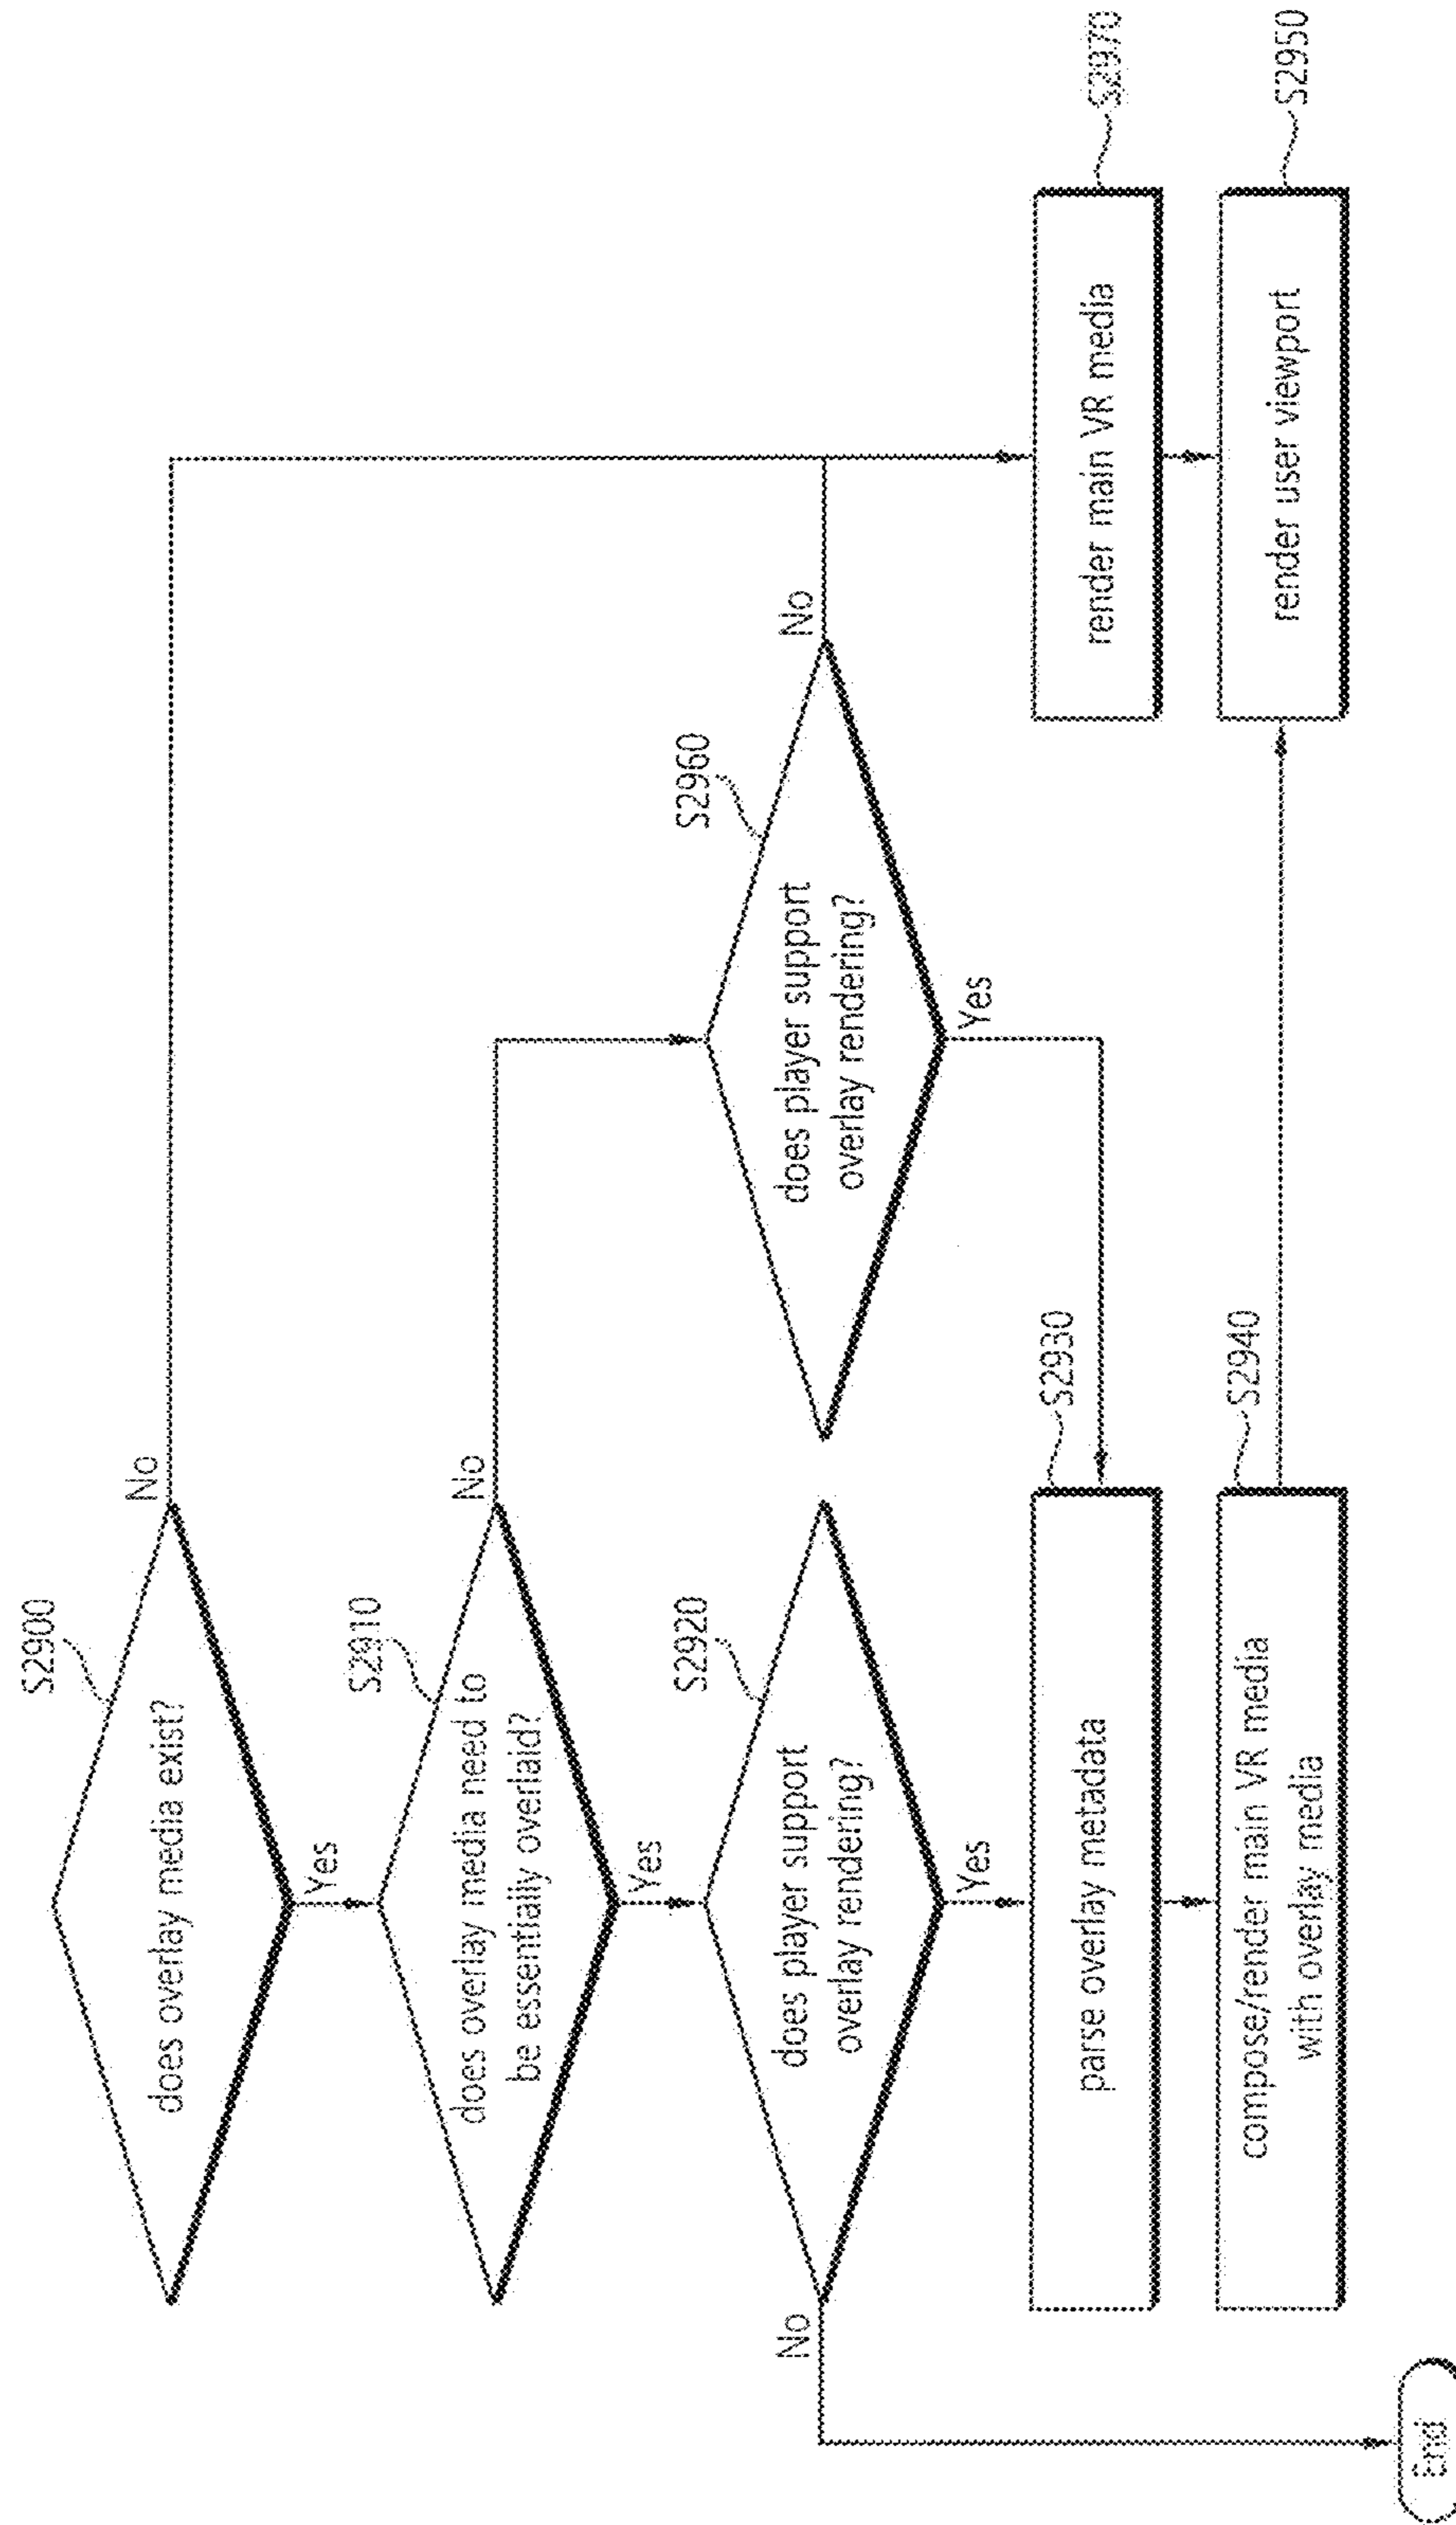 S2900
does overlay media exist?
No
Yes
S2910
does overlay media need to
be essentially overlaid?
No
Yes
S2920
does player support
overlay rendering?
No
Yes
S2960
does player support
overlay rendering?
No
Yes
S2930
parse overlay metadata
S2970
render main VR media
S2940
compose/render main VR media
with overlay media
S2950
render user viewport
End